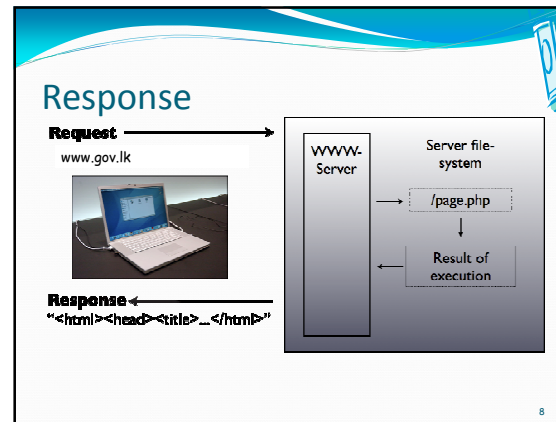 Response
Request
www.gov.lk
WWW-
Server
Server file-
system
/page.php
Result of
execution
Response
“<html><head><title>...</html>”
8